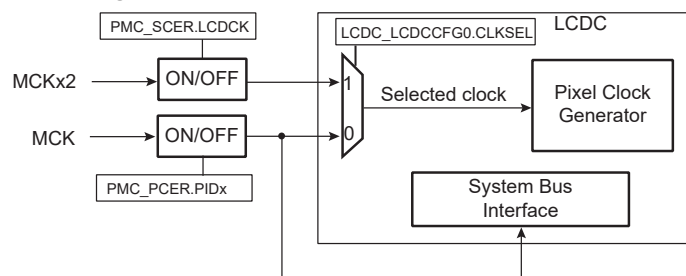 PMC_SCER.LCDCK
LCDC_LCDCCFG0.CLKSEL
LCDC
MCKx2
ON/OFF
1
Selected clock
Pixel Clock
Generator
MCK
ON/OFF
0
PMC_PCER.PIDx
System Bus
Interface